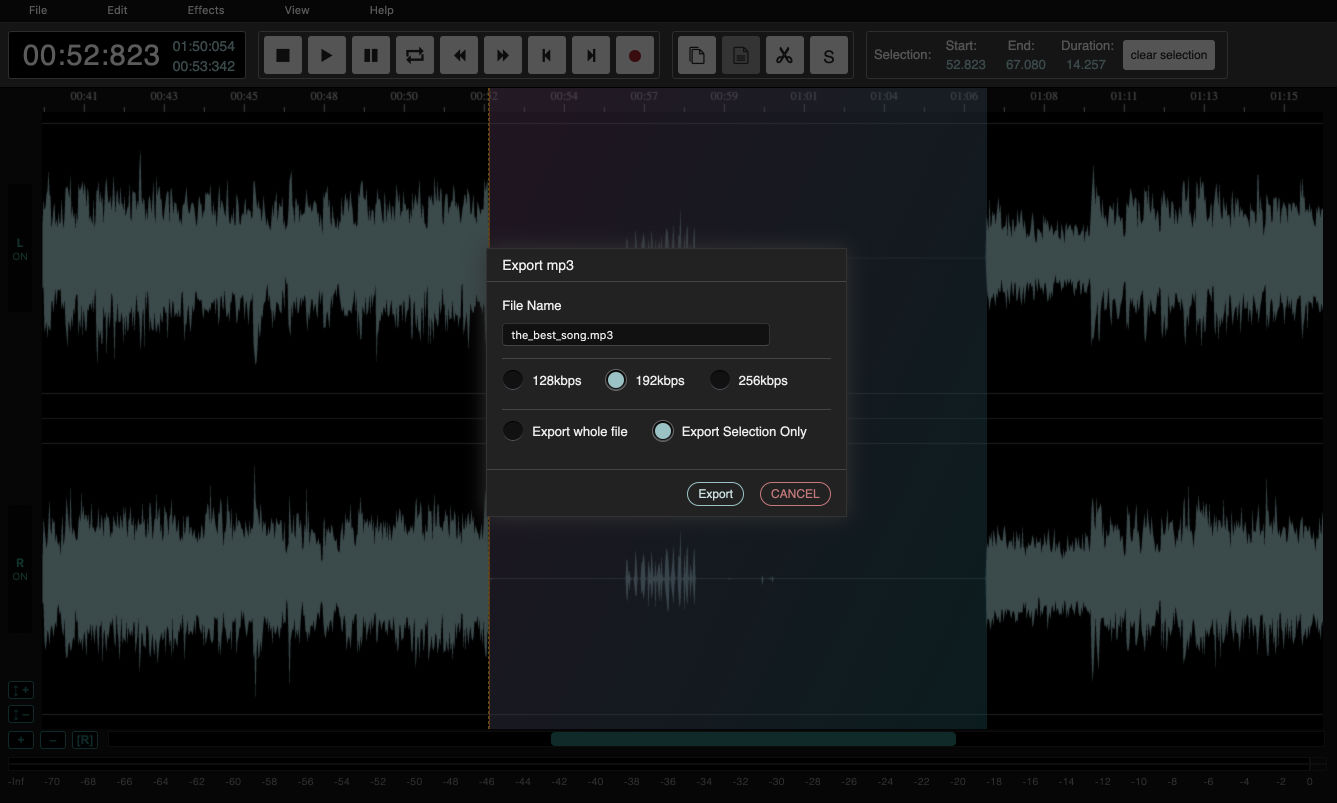 File Edit Effects View Help
00:52:823 01:50:054
00:53:342
S
Selection: Start: End: Duration: clear selection
52.823 67.080 14.257
00:41 00:43 00:45 00:48 00:50 00:52 00:54 00:57 00:59 01:01 01:04 01:06 01:08 01:11 01:13 01:15
L
ON
Export mp3
File Name
the_best_song.mp3
128kbps 192kbps 256kbps
Export whole file Export Selection Only
Export CANCEL
R
ON
+
-
+ - [R]
-Inf -70 -68 -66 -64 -62 -60 -58 -56 -54 -52 -50 -48 -46 -44 -42 -40 -38 -36 -34 -32 -30 -28 -26 -24 -22 -20 -18 -16 -14 -12 -10 -8 -6 -4 -2 0